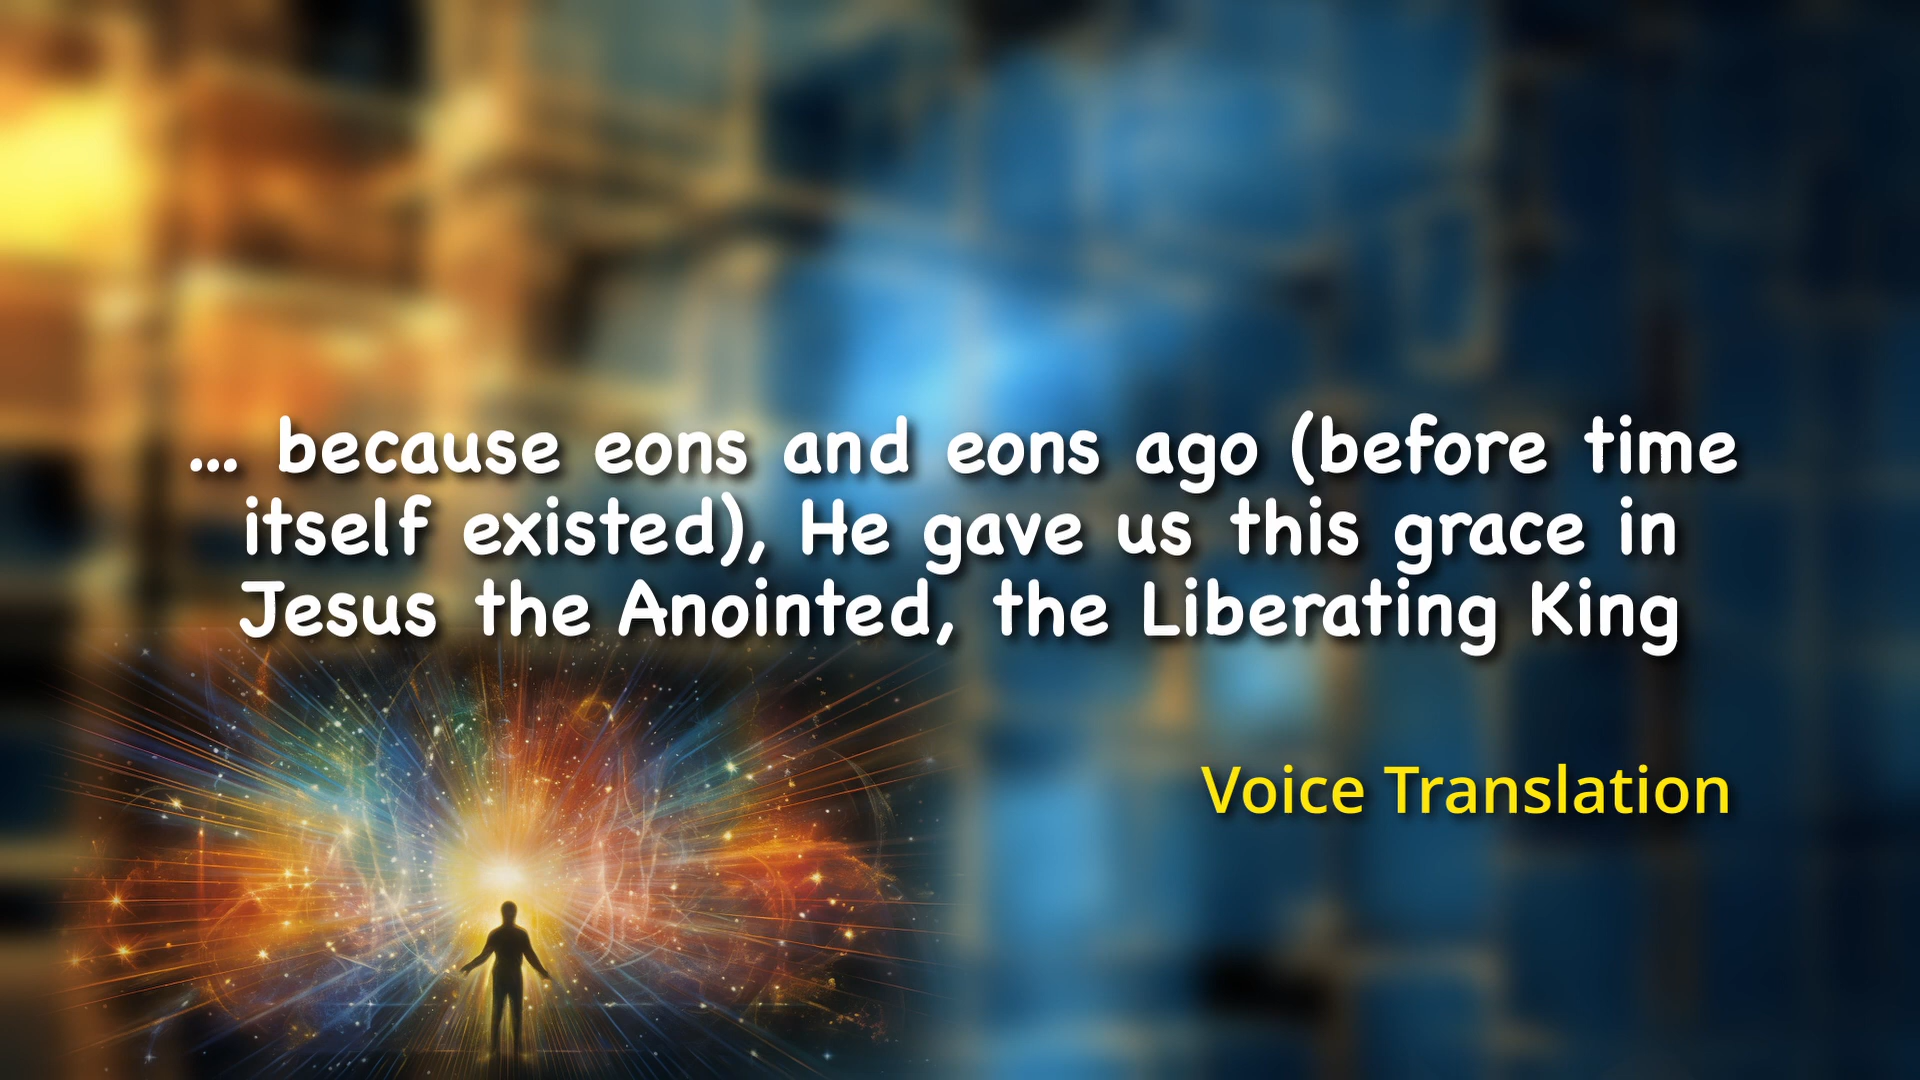 ... because eons and eons ago (before time
itself existed), He gave us this grace in
Jesus the Anointed, the Liberating King
Voice Translation